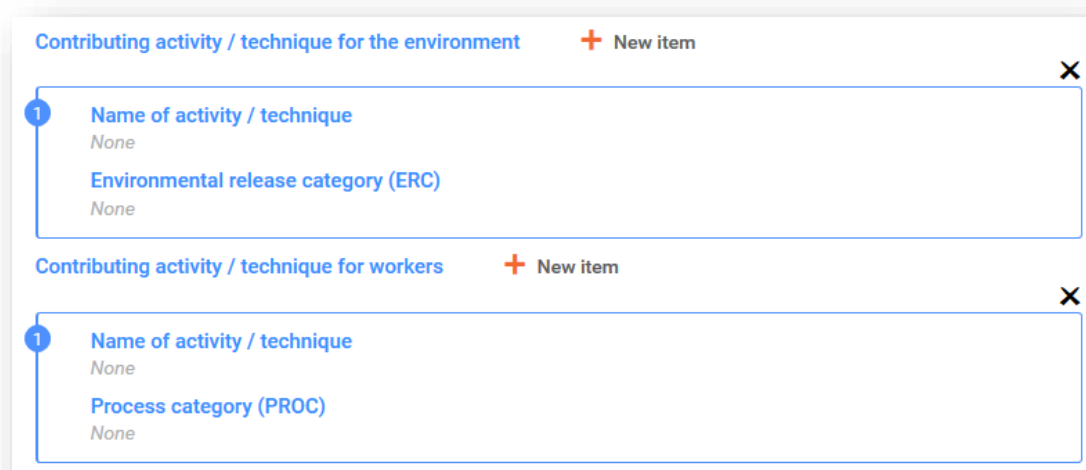 Contributing activity / technique for the environment + New item
1 Name of activity / technique
None
Environmental release category (ERC)
None
Contributing activity / technique for workers + New item
1 Name of activity / technique
None
Process category (PROC)
None